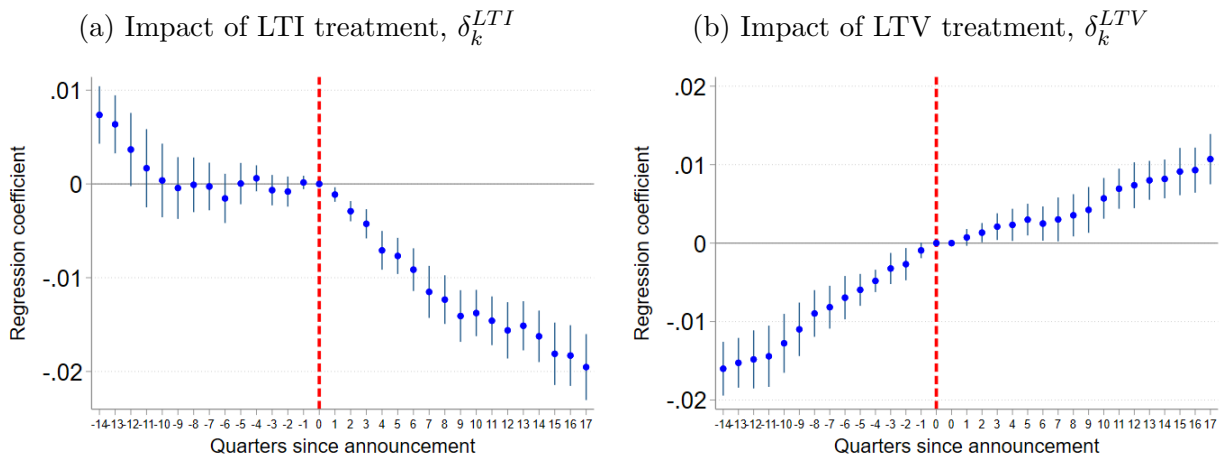 (a) Impact of LTI treatment, δ_k^{LTI}
.01
0
-.01
-.02
Regression coefficient
-14 -13 -12 -11 -10 -9 -8 -7 -6 -5 -4 -3 -2 -1 0 1 2 3 4 5 6 7 8 9 10 11 12 13 14 15 16 17
Quarters since announcement
(b) Impact of LTV treatment, δ_k^{LTV}
.02
.01
0
-.01
-.02
Regression coefficient
-14 -13 -12 -11 -10 -9 -8 -7 -6 -5 -4 -3 -2 -1 0 0 1 2 3 4 5 6 7 8 9 10 11 12 13 14 15 16 17
Quarters since announcement